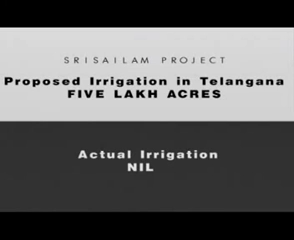 SRISAILAM PROJECT
Proposed Irrigation in Telangana
FIVE LAKH ACRES
Actual Irrigation
NIL